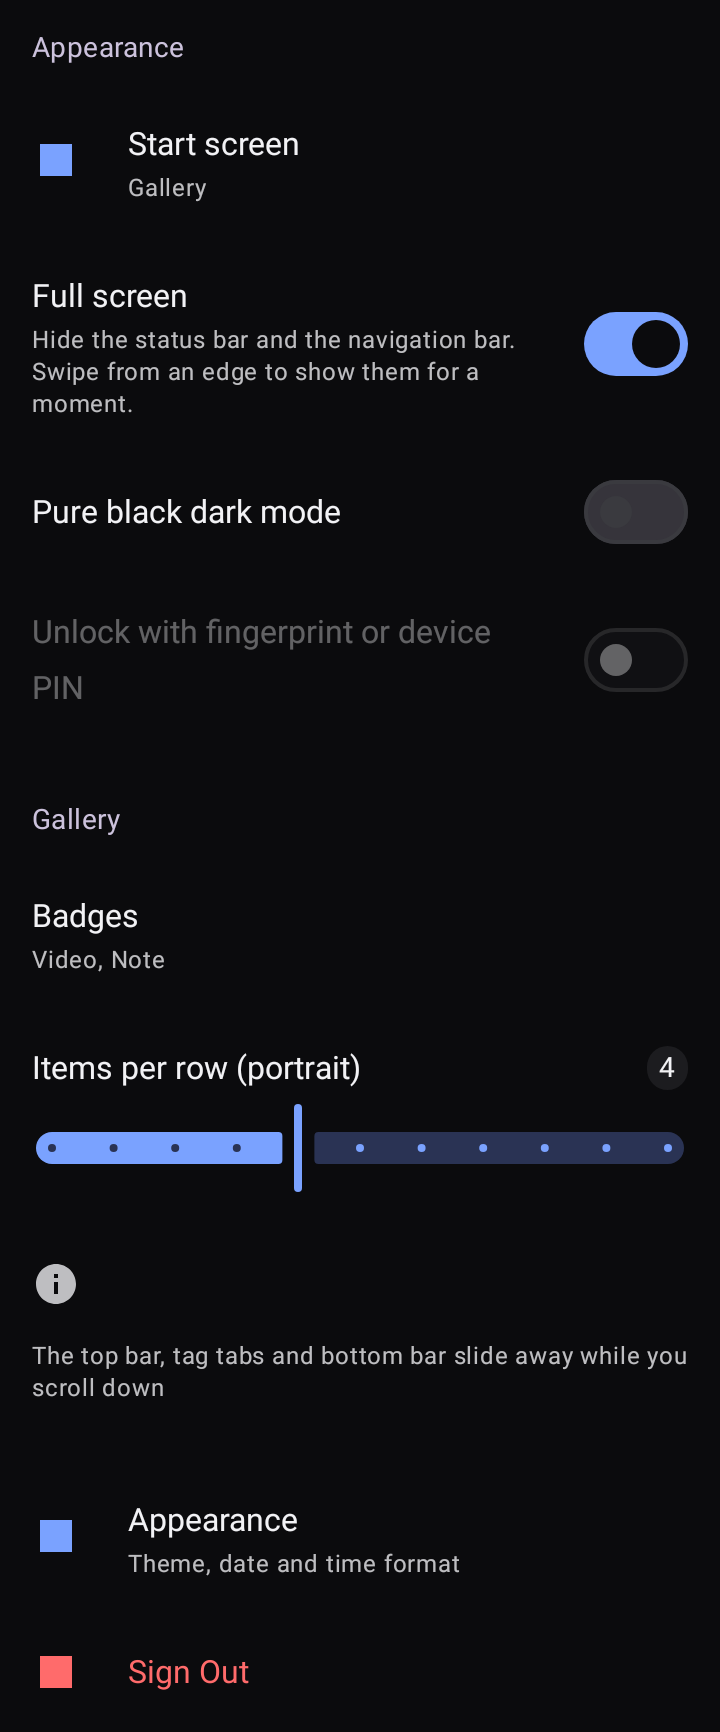 Appearance
Start screen
Gallery
Full screen
Hide the status bar and the navigation bar.
Swipe from an edge to show them for a
moment.
Pure black dark mode
Unlock with fingerprint or device
PIN
Gallery
Badges
Video, Note
Items per row (portrait)
4
The top bar, tag tabs and bottom bar slide away while you
scroll down
Appearance
Theme, date and time format
Sign Out